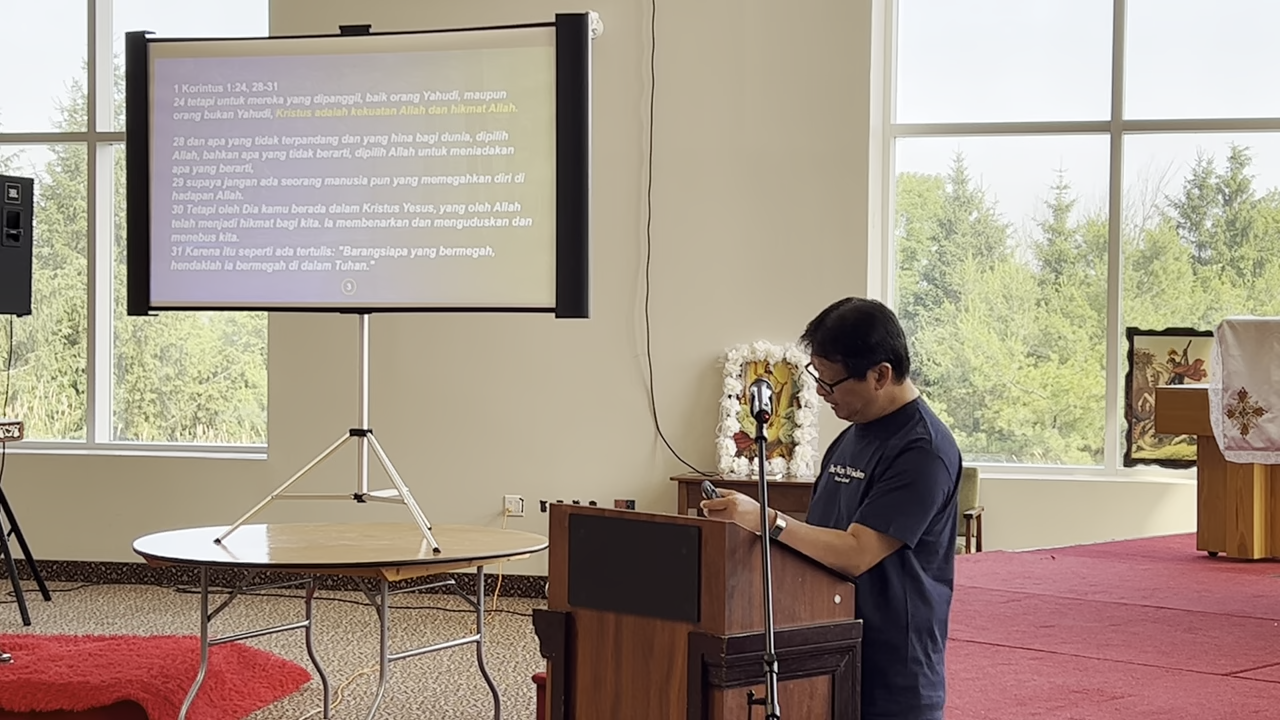 1 Korintus 1:24, 28-31
24 tetapi untuk mereka yang dipanggil, baik orang Yahudi, maupun
orang bukan Yahudi, Kristus adalah kekuatan Allah dan hikmat Allah.
28 dan apa yang tidak terpandang dan yang hina bagi dunia, dipilih
Allah, bahkan apa yang tidak berarti, dipilih Allah untuk meniadakan
apa yang berarti,
29 supaya jangan ada seorang manusia pun yang memegahkan diri di
hadapan Allah.
30 Tetapi oleh Dia kamu berada dalam Kristus Yesus, yang oleh Allah
telah menjadi hikmat bagi kita. Ia membenarkan dan menguduskan dan
menebus kita.
31 Karena itu seperti ada tertulis: "Barangsiapa yang bermegah,
hendaklah ia bermegah di dalam Tuhan."
3
JBL